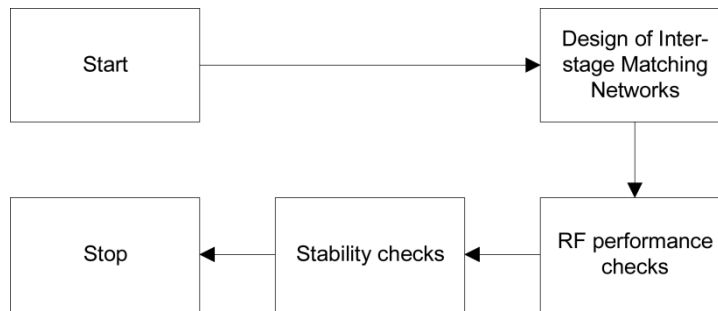 Start
Design of Inter-
stage Matching
Networks
Stop
Stability checks
RF performance
checks